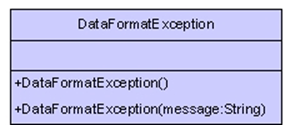 DataFormatException
+DataFormatException()
+DataFormatException(message:String)